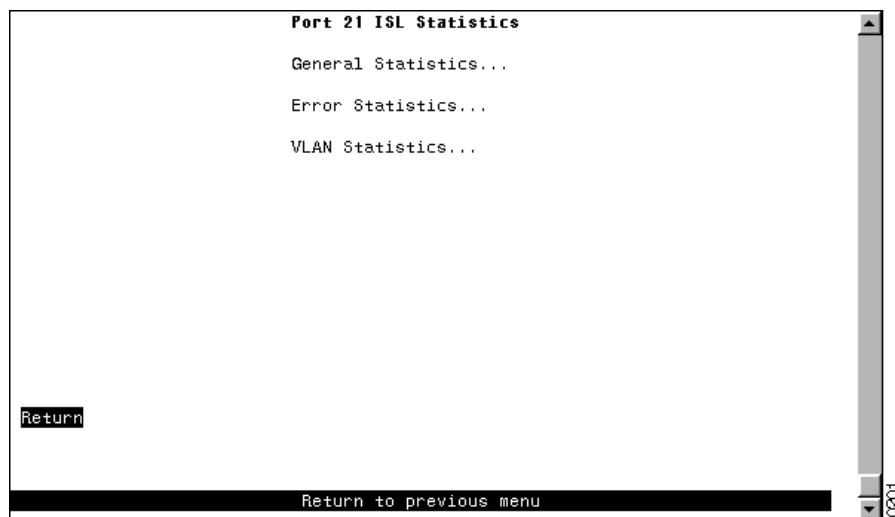 Port 21 ISL Statistics
General Statistics...
Error Statistics...
VLAN Statistics...
Return
Return to previous menu